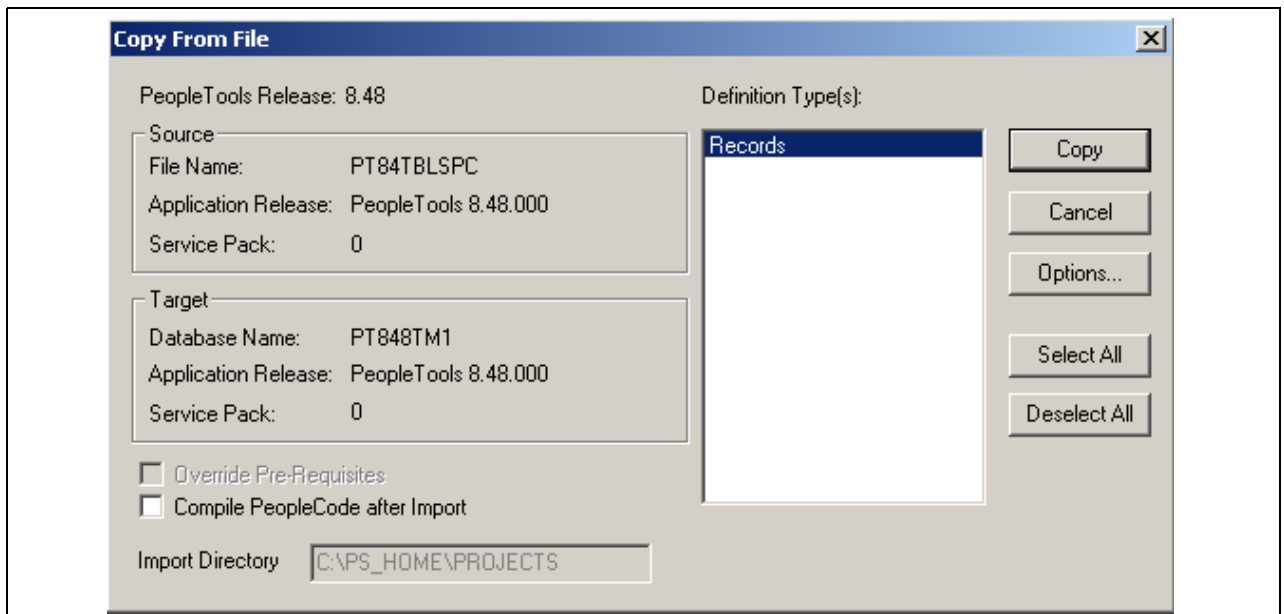 Copy From File
PeopleTools Release: 8.48
Source
File Name: PT84TBLSPC
Application Release: PeopleTools 8.48.000
Service Pack: 0
Target
Database Name: PT848TM1
Application Release: PeopleTools 8.48.000
Service Pack: 0
Override Pre-Requisites
Compile PeopleCode after Import
Import Directory C:\PS_HOME\PROJECTS
Definition Type(s):
Records
Copy
Cancel
Options...
Select All
Deselect All